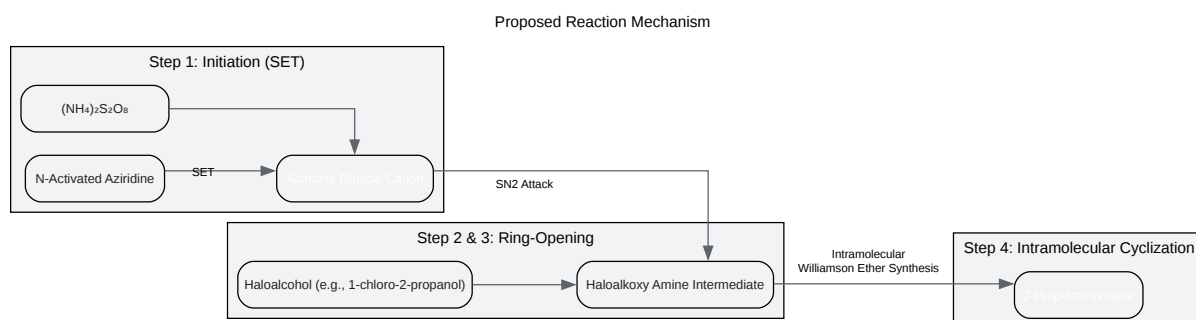 Proposed Reaction Mechanism
Step 1: Initiation (SET)
(NH₄)₂S₂O₈
N-Activated Aziridine
SET
Aziridine Radical Cation
SN2 Attack
Step 2 & 3: Ring-Opening
Haloalcohol (e.g., 1-chloro-2-propanol)
Haloalkoxy Amine Intermediate
Intramolecular
Williamson Ether Synthesis
Step 4: Intramolecular Cyclization
2-Propylmorpholine